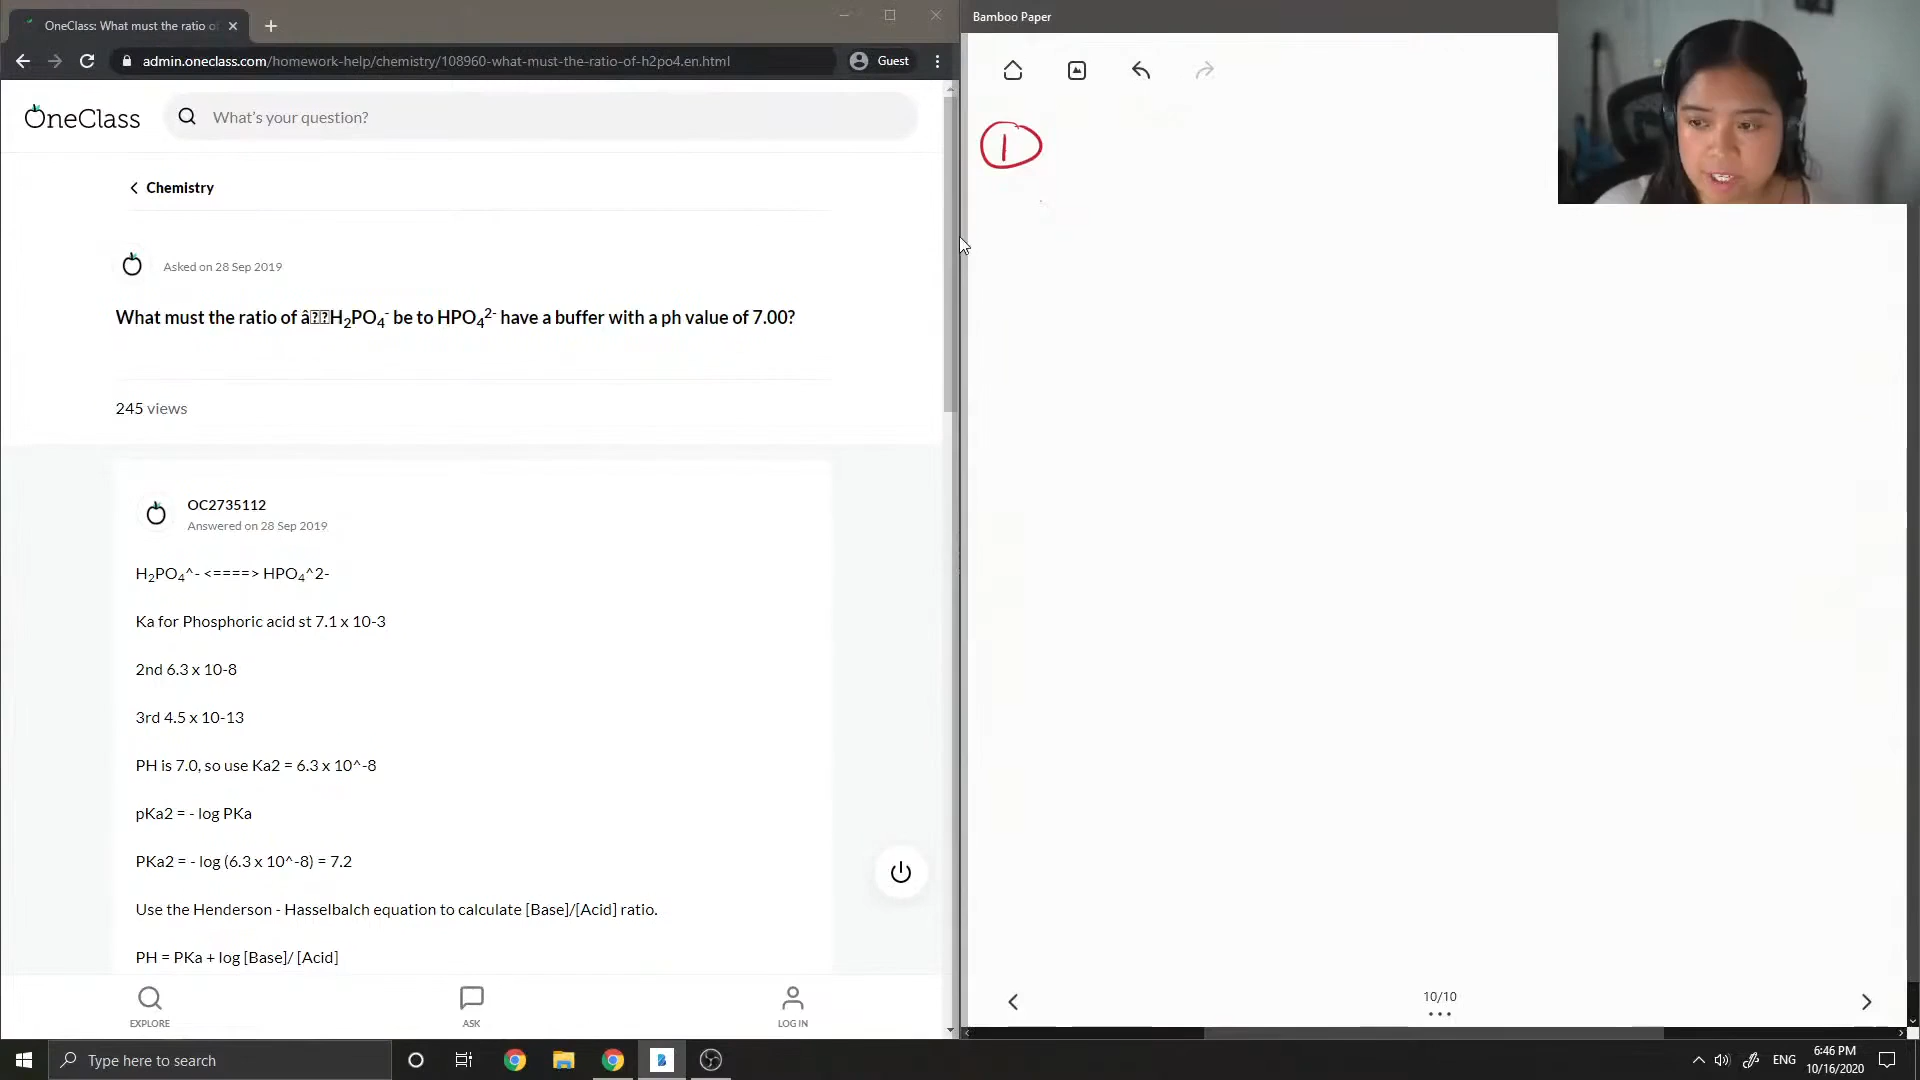 OneClass: What must the ratio o
admin.oneclass.com/homework-help/chemistry/108960-what-must-the-ratio-of-h2po4.en.html
Guest
OneClass
What's your question?
Chemistry
Asked on 28 Sep 2019
What must the ratio of â H₂PO₄⁻ be to HPO₄²⁻ have a buffer with a ph value of 7.00?
245 views
OC2735112
Answered on 28 Sep 2019
H₂PO₄^- <====> HPO₄^2-
Ka for Phosphoric acid st 7.1 x 10-3
2nd 6.3 x 10-8
3rd 4.5 x 10-13
PH is 7.0, so use Ka2 = 6.3 x 10^-8
pKa2 = - log PKa
PKa2 = - log (6.3 x 10^-8) = 7.2
Use the Henderson - Hasselbalch equation to calculate [Base]/[Acid] ratio.
PH = PKa + log [Base]/ [Acid]
EXPLORE
ASK
LOG IN
Bamboo Paper
1
10/10
Type here to search
ENG
6:46 PM
10/16/2020